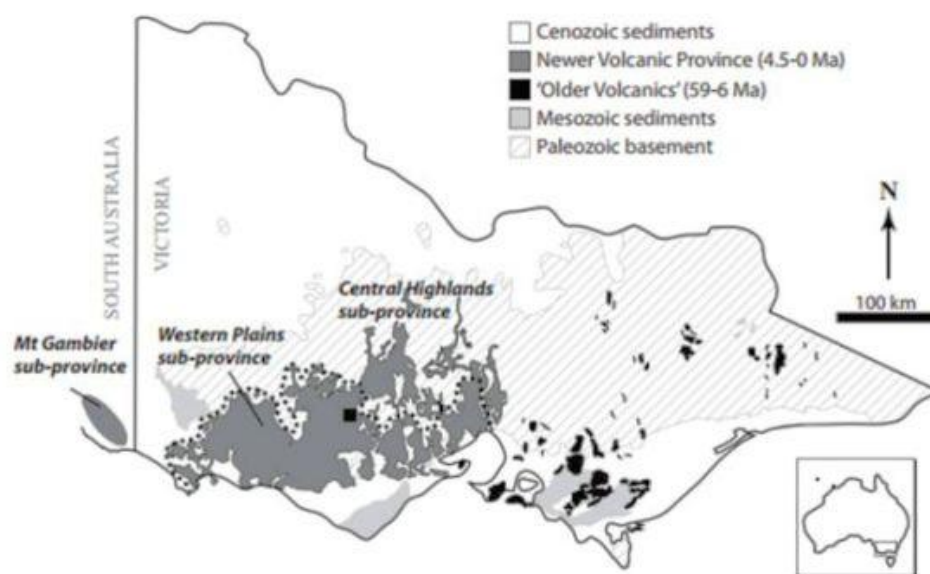 Cenozoic sediments
Newer Volcanic Province (4.5-0 Ma)
'Older Volcanics' (59-6 Ma)
Mesozoic sediments
Paleozoic basement
SOUTH AUSTRALIA
VICTORIA
N
100 km
Central Highlands
sub-province
Western Plains
sub-province
Mt Gambier
sub-province